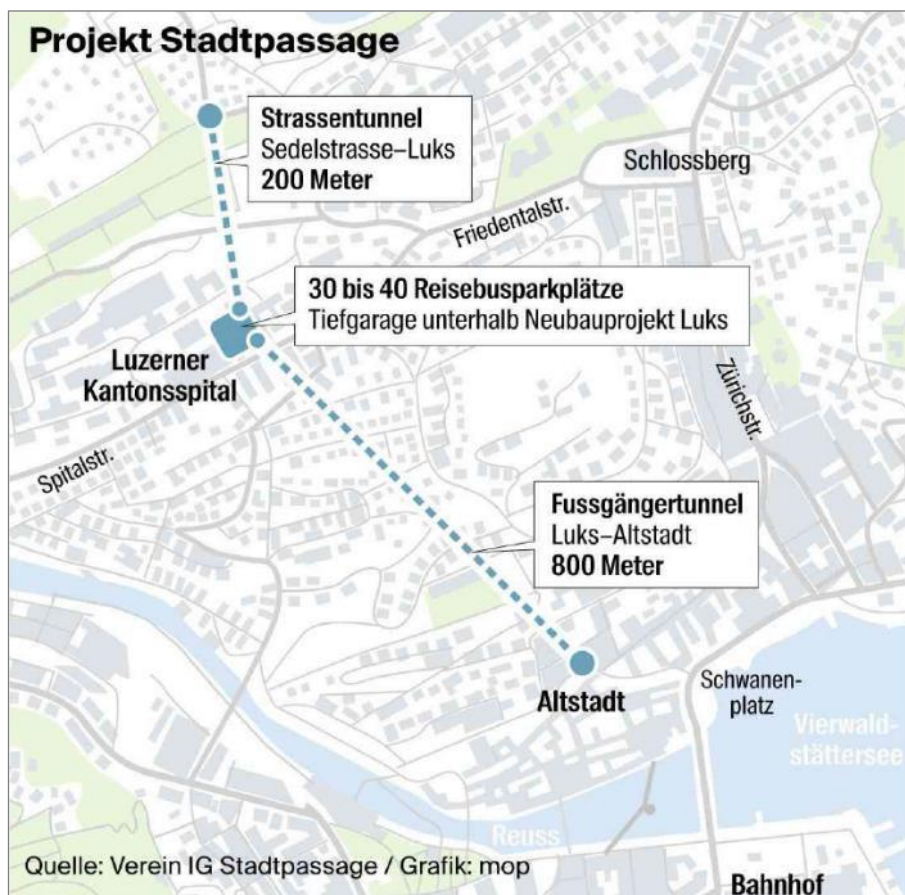 Projekt Stadtpassage
Strassentunnel
Sedelstrasse–Luks
200 Meter
Schlossberg
Friedentalstr.
30 bis 40 Reisebusparkplätze
Tiefgarage unterhalb Neubauprojekt Luks
Luzerner
Kantonsspital
Zürichstr.
Spitalstr.
Fussgängertunnel
Luks–Altstadt
800 Meter
Altstadt
Schwanen-
platz
Vierwald-
stättersee
Reuss
Quelle: Verein IG Stadtpassage / Grafik: mop
Bahnhof